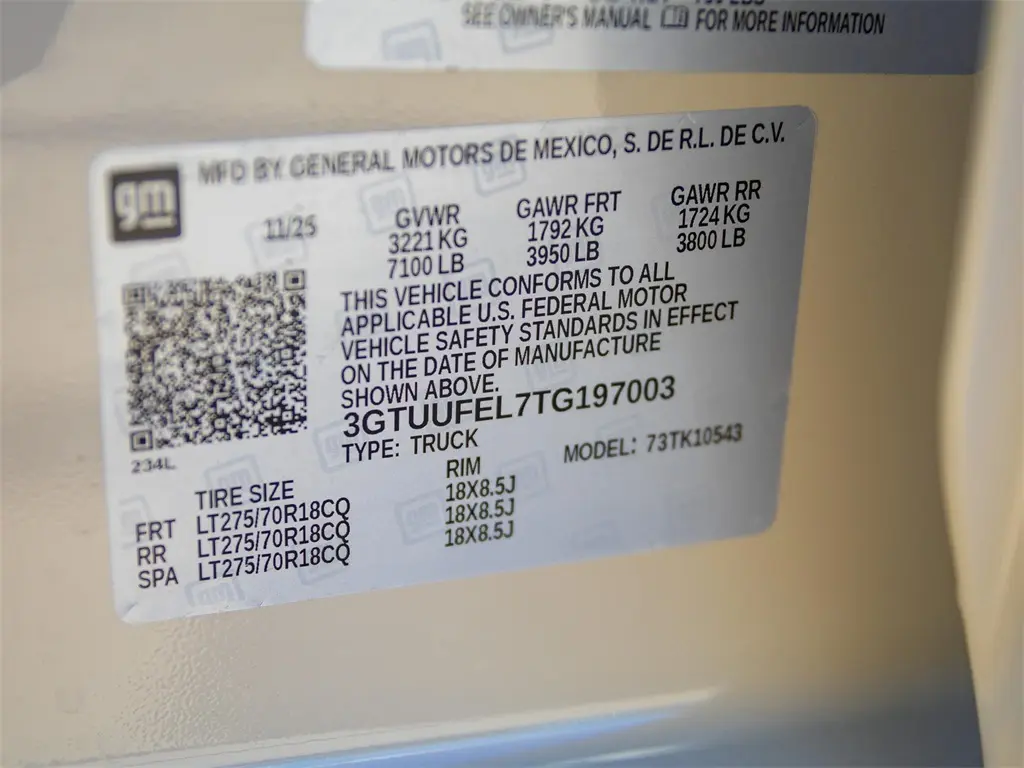 SEE OWNER'S MANUAL FOR MORE INFORMATION
gm
MFD BY GENERAL MOTORS DE MEXICO, S. DE R.L. DE C.V.
11/25
GVWR GAWR FRT GAWR RR
3221 KG 1792 KG 1724 KG
7100 LB 3950 LB 3800 LB
THIS VEHICLE CONFORMS TO ALL
APPLICABLE U.S. FEDERAL MOTOR
VEHICLE SAFETY STANDARDS IN EFFECT
ON THE DATE OF MANUFACTURE
SHOWN ABOVE.
3GTUUFEL7TG197003
TYPE: TRUCK MODEL: 73TK10543
234L
TIRE SIZE RIM
FRT LT275/70R18CQ 18X8.5J
RR LT275/70R18CQ 18X8.5J
SPA LT275/70R18CQ 18X8.5J